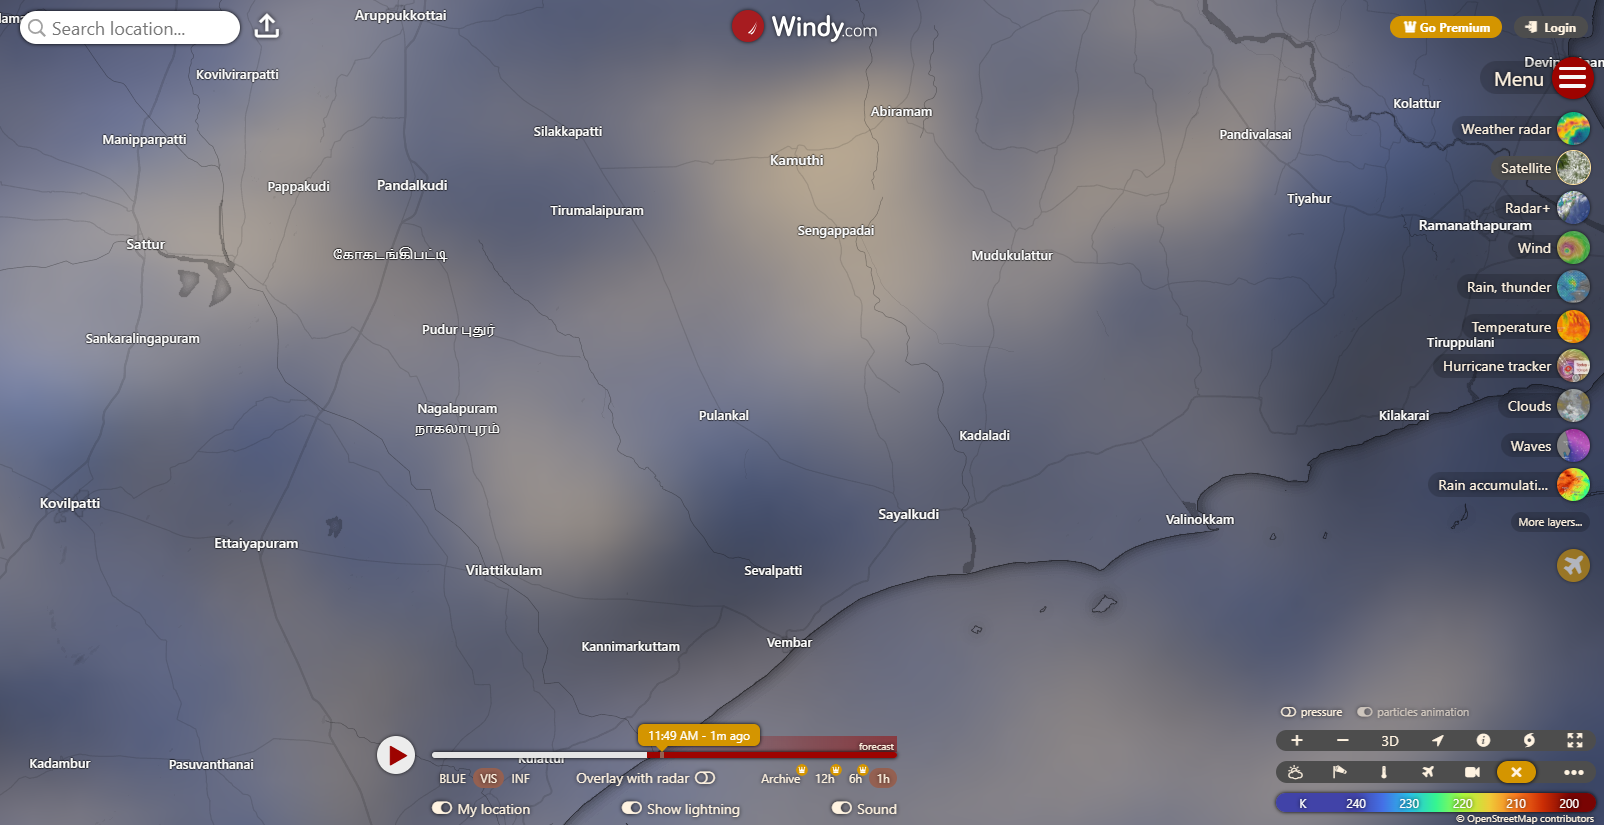 Aruppukkottai
Search location...
Windy.com
Go Premium
Login
Kovilvirarpatti
Menu
Kolattur
Abiramam
Manipparpatti
Silakkapatti
Pandivalasai
Weather radar
Kamuthi
Satellite
Pappakudi
Pandalkudi
Tiyahur
Tirumalaipuram
Radar+
Ramanathapuram
Sengappadai
Sattur
கோகடங்கிபட்டி
Mudukulattur
Wind
Rain, thunder
Sankaralingapuram
Pudur புதூர்
Temperature
Tiruppulani
Hurricane tracker
Nagalapuram
நாகலாபுரம்
Pulankal
Clouds
Kilakarai
Kadaladi
Waves
Rain accumulati...
Kovilpatti
Sayalkudi
Valinokkam
More layers...
Ettaiyapuram
Vilattikulam
Sevalpatti
Kannimarkuttam
Vembar
pressure
particles animation
11:49 AM - 1m ago
forecast
3D
Kadambur
Pasuvanthanai
Kulattur
BLUE VIS INF
Overlay with radar
Archive 12h 6h 1h
My location
Show lightning
Sound
K 240 230 220 210 200
© OpenStreetMap contributors